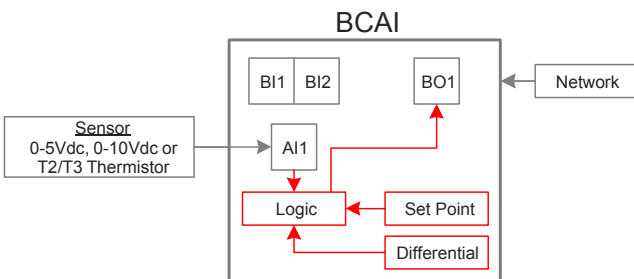 BCAI
BI1 BI2 BO1
Network
Sensor
0-5Vdc, 0-10Vdc or
T2/T3 Thermistor
AI1
Logic
Set Point
Differential